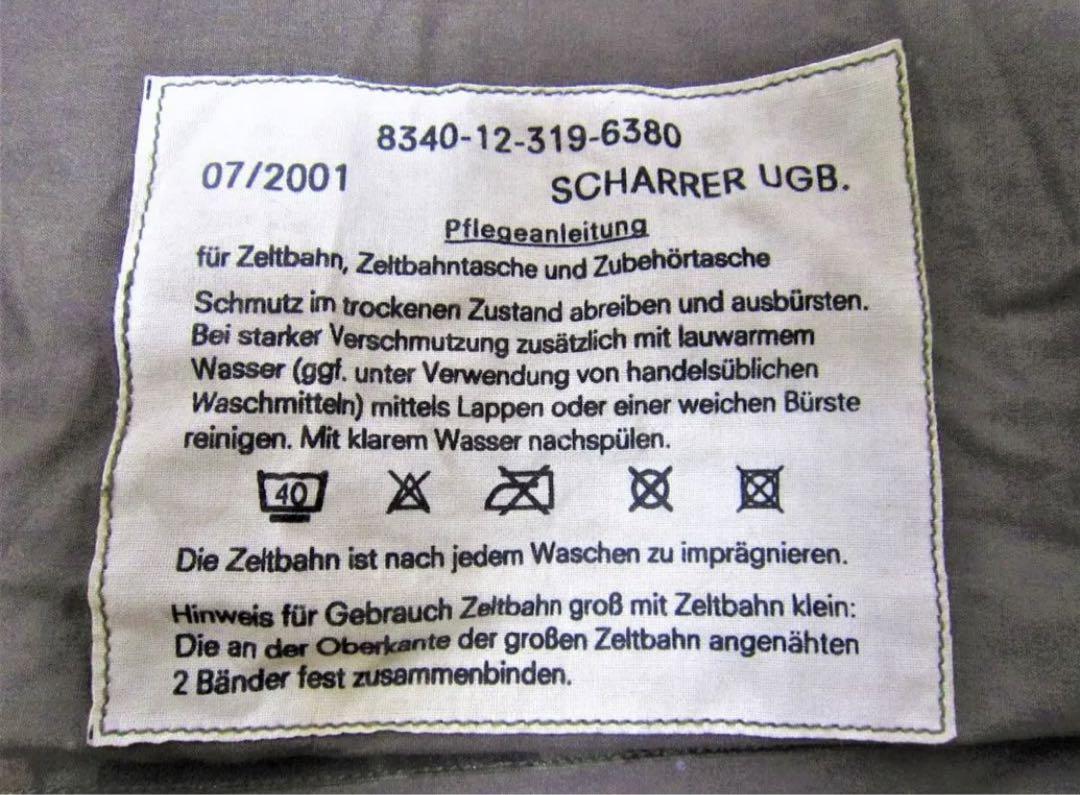 8340-12-319-6380
07/2001 SCHARRER UGB.
Pflegeanleitung
für Zeltbahn, Zeltbahntasche und Zubehörtasche
Schmutz im trockenen Zustand abreiben und ausbürsten.
Bei starker Verschmutzung zusätzlich mit lauwarmem
Wasser (ggf. unter Verwendung von handelsüblichen
Waschmitteln) mittels Lappen oder einer weichen Bürste
reinigen. Mit klarem Wasser nachspülen.
40
Die Zeltbahn ist nach jedem Waschen zu imprägnieren.
Hinweis für Gebrauch Zeltbahn groß mit Zeltbahn klein:
Die an der Oberkante der großen Zeltbahn angenähten
2 Bänder fest zusammenbinden.